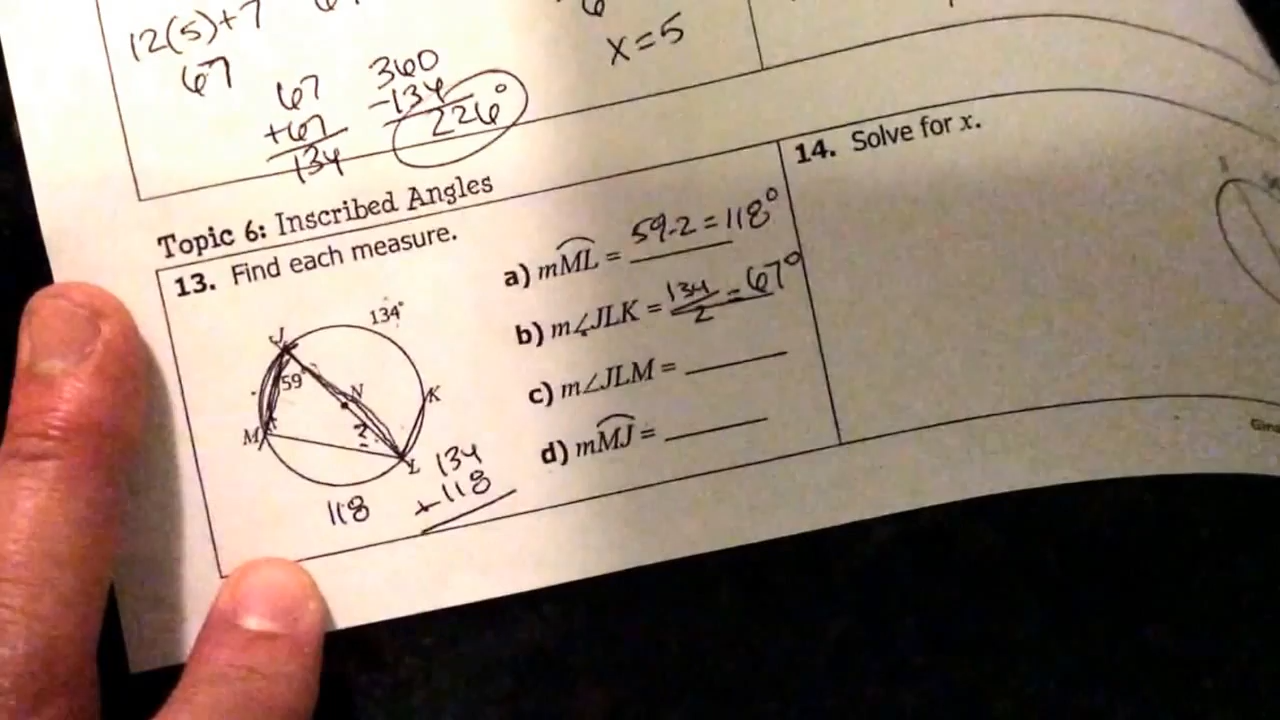 12(5)+7
67
67
+67
134
360
-134
226°
6
x=5
Topic 6: Inscribed Angles
13. Find each measure.
134°
J
59
N
K
M
?
L
118
134
+118
a) mML = 59·2=118°
b) m∠JLK = 134/2 = 67°
c) m∠JLM =
d) mMJ =
14. Solve for x.